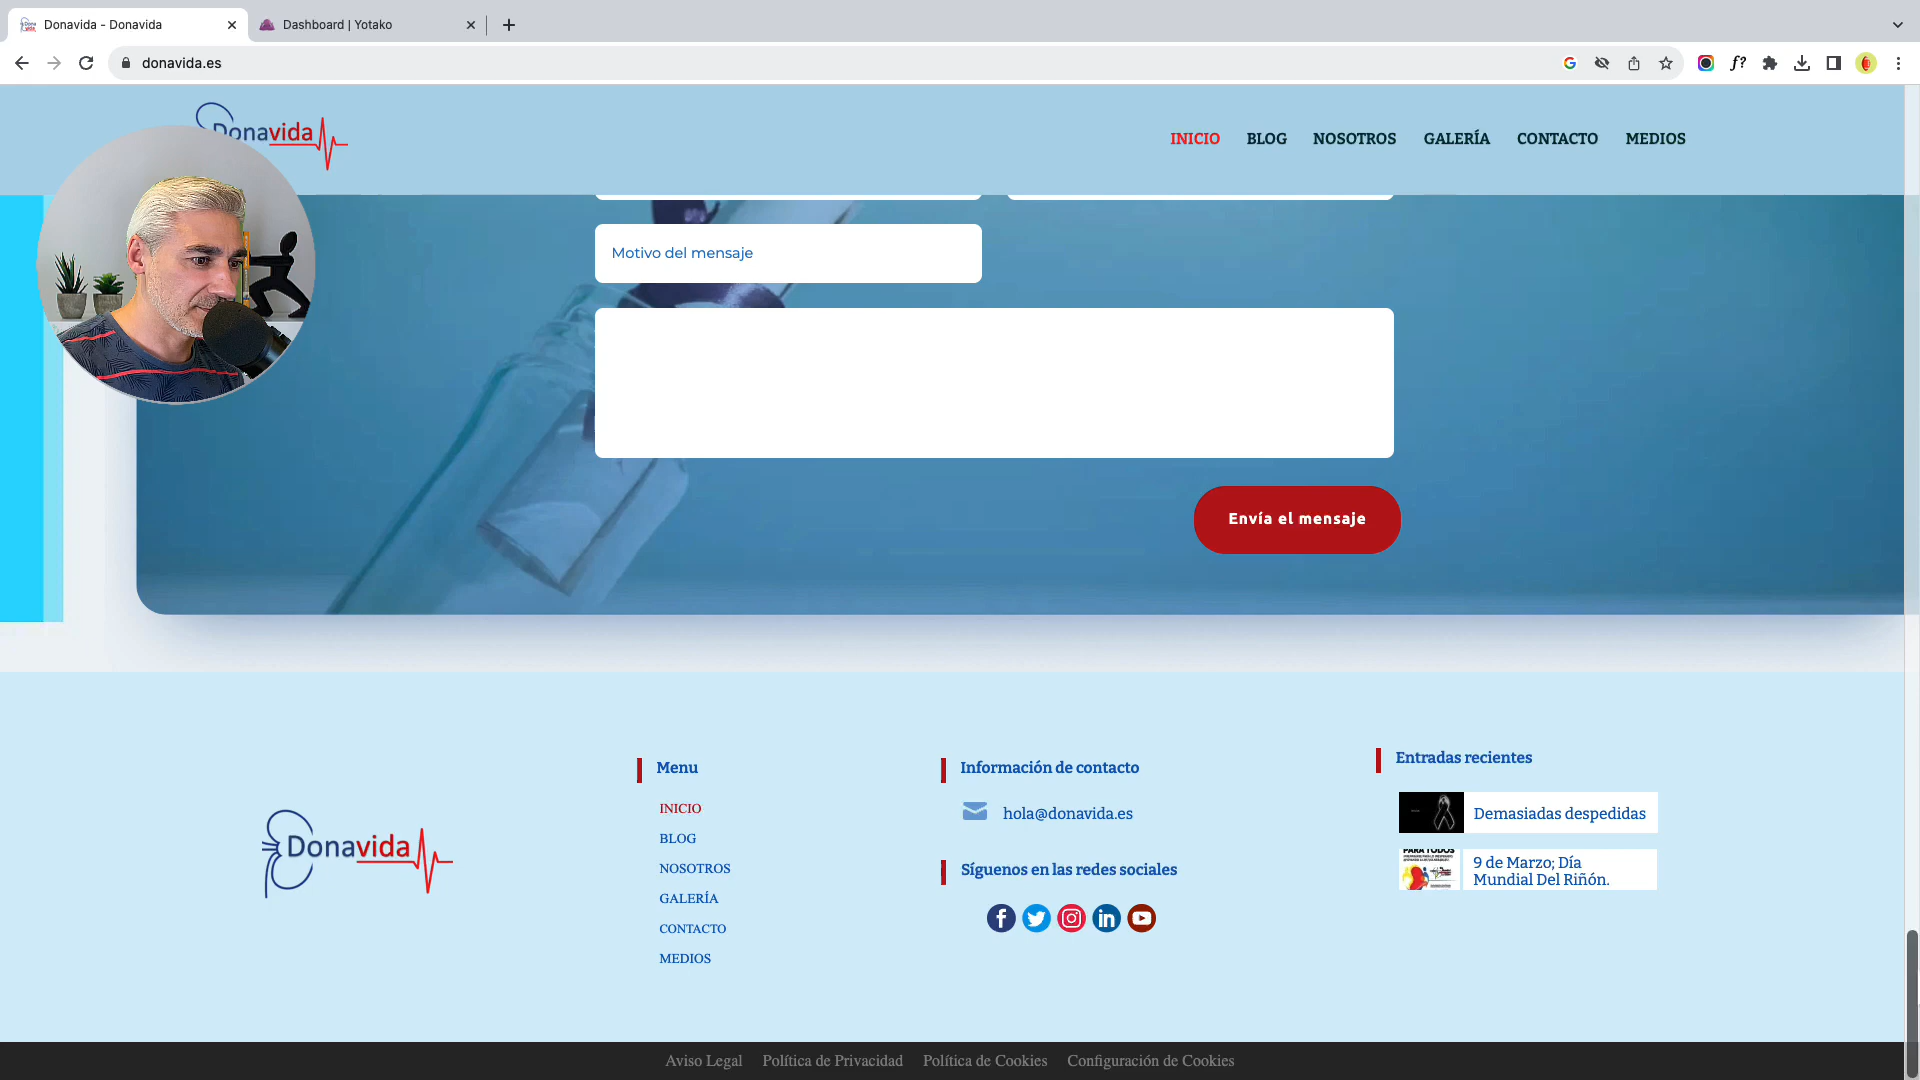 Donavida - Donavida
Dashboard | Yotako
donavida.es
Donavida
INICIO BLOG NOSOTROS GALERÍA CONTACTO MEDIOS
Motivo del mensaje
Envía el mensaje
Donavida
Menu
INICIO
BLOG
NOSOTROS
GALERÍA
CONTACTO
MEDIOS
Información de contacto
hola@donavida.es
Síguenos en las redes sociales
Entradas recientes
Demasiadas despedidas
PARA TODOS
9 de Marzo; Día
Mundial Del Riñón.
Aviso Legal Política de Privacidad Política de Cookies Configuración de Cookies